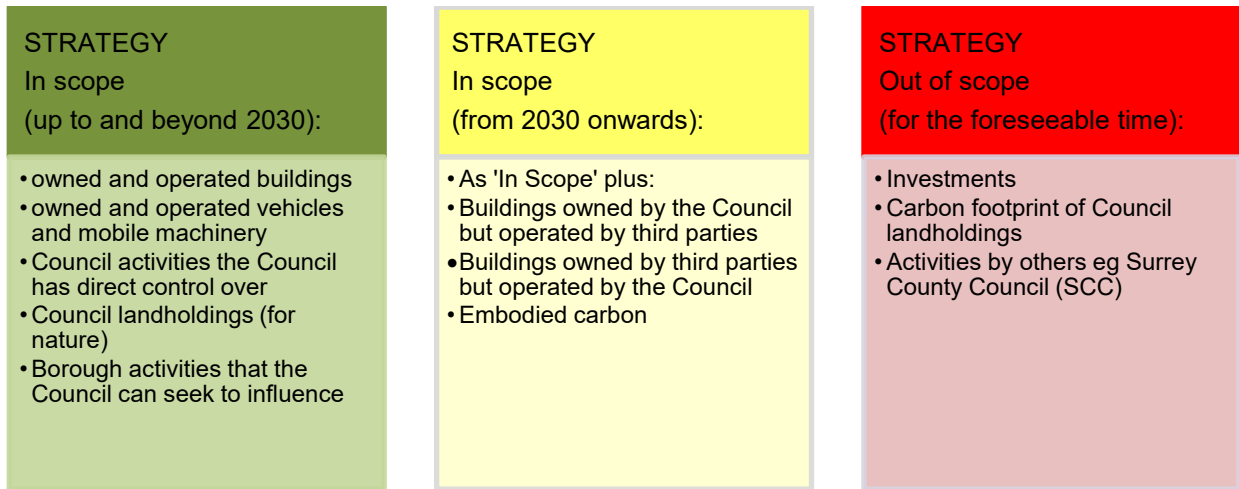 STRATEGY
In scope
(up to and beyond 2030):
• owned and operated buildings
• owned and operated vehicles
and mobile machinery
• Council activities the Council
has direct control over
• Council landholdings (for
nature)
• Borough activities that the
Council can seek to influence
STRATEGY
In scope
(from 2030 onwards):
• As 'In Scope' plus:
• Buildings owned by the Council
but operated by third parties
• Buildings owned by third parties
but operated by the Council
• Embodied carbon
STRATEGY
Out of scope
(for the foreseeable time):
• Investments
• Carbon footprint of Council
landholdings
• Activities by others eg Surrey
County Council (SCC)